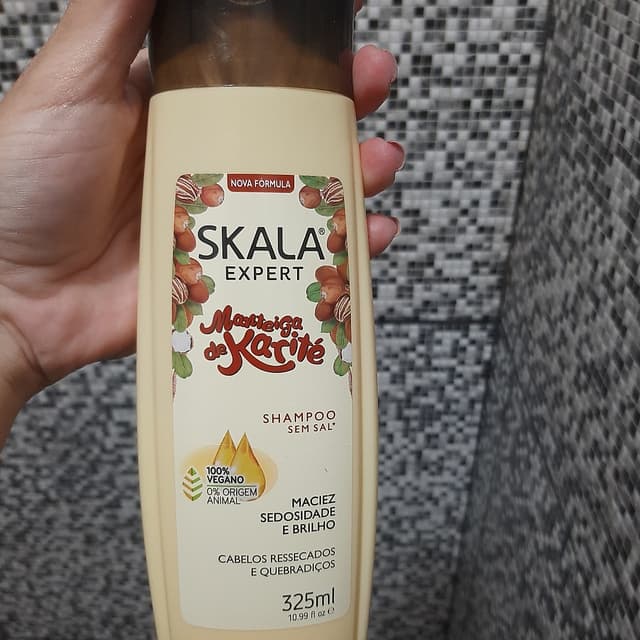 NOVA FÓRMULA
SKALA®
EXPERT
Manteiga
de Karité
SHAMPOO
SEM SAL*
100%
VEGANO
0% ORIGEM
ANIMAL
MACIEZ
SEDOSIDADE
E BRILHO
CABELOS RESSECADOS
E QUEBRADIÇOS
325ml
10.99 fl oz ℮